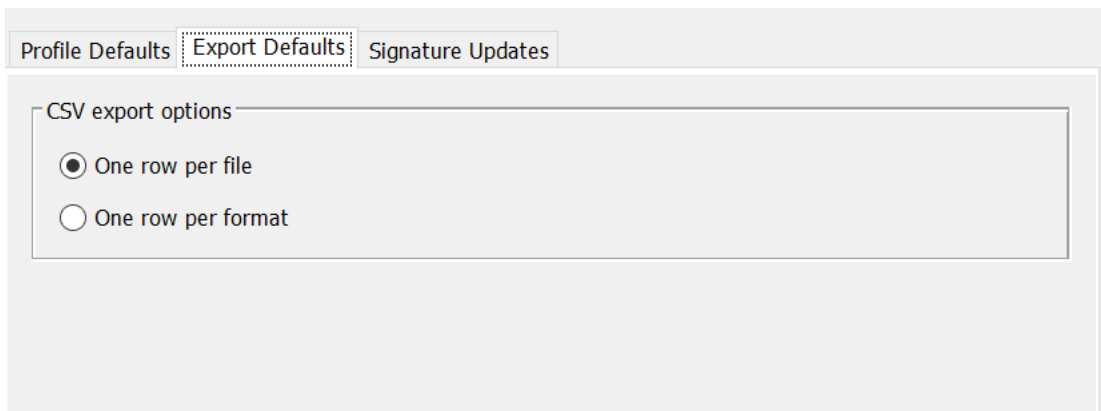 Profile Defaults Export Defaults Signature Updates
CSV export options
One row per file
One row per format